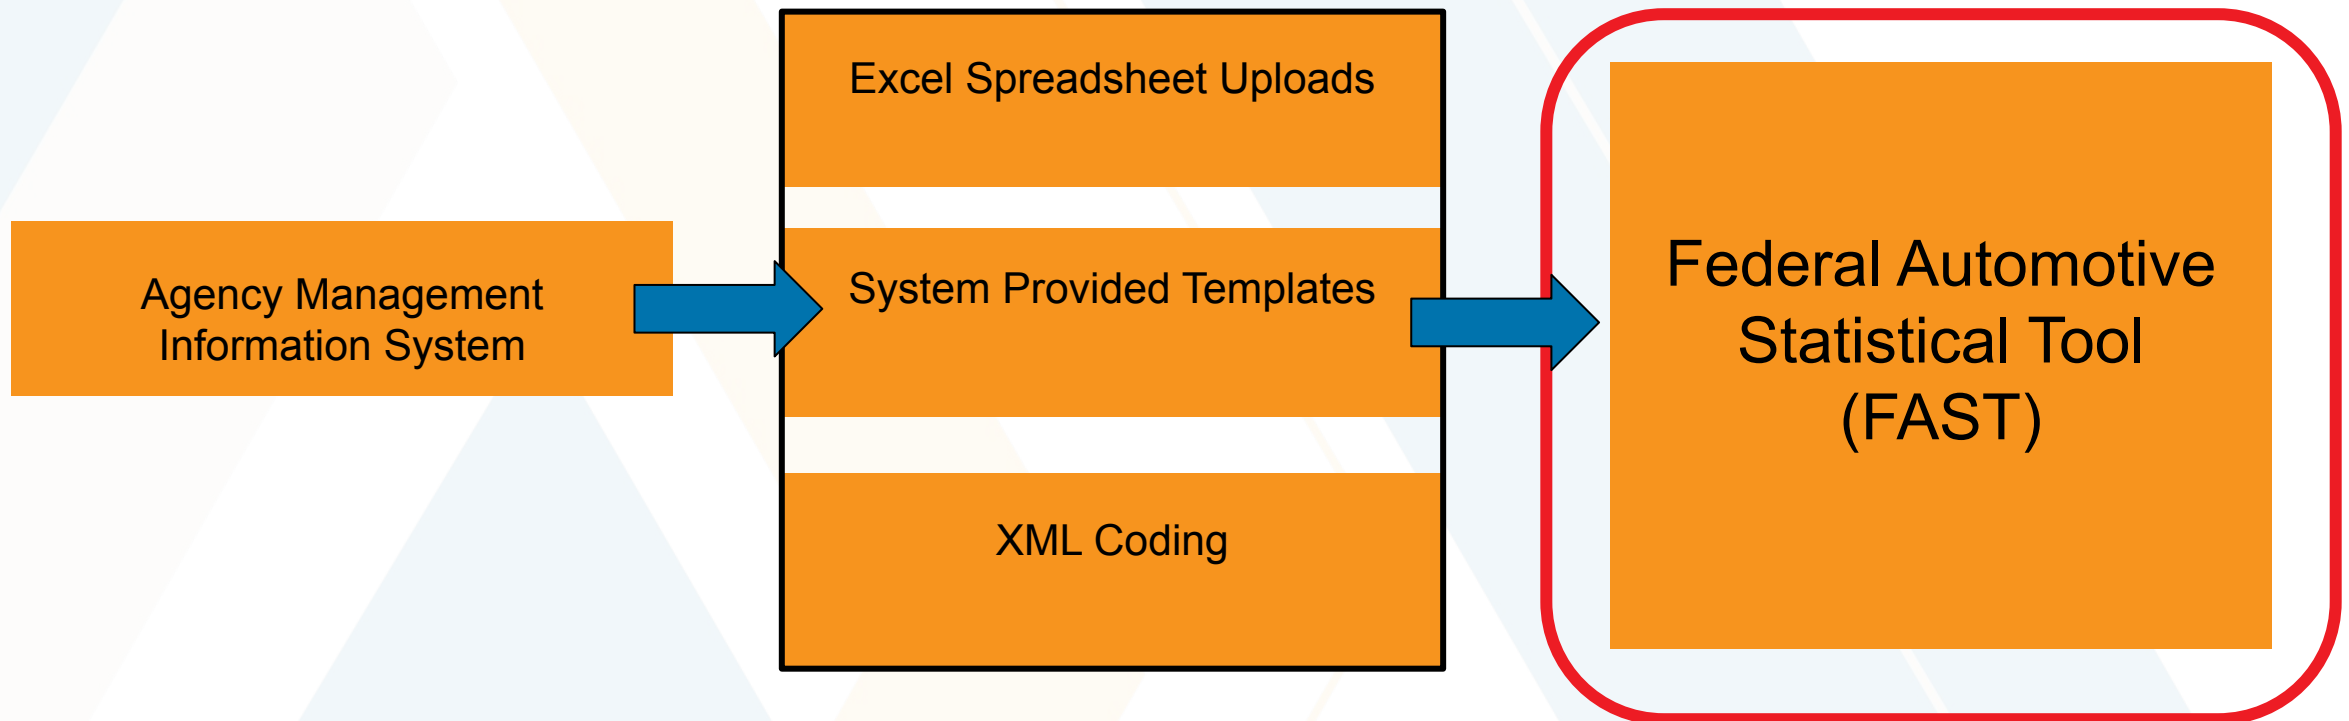 Excel Spreadsheet Uploads
Agency Management
Information System
System Provided Templates
XML Coding
Federal Automotive
Statistical Tool
(FAST)